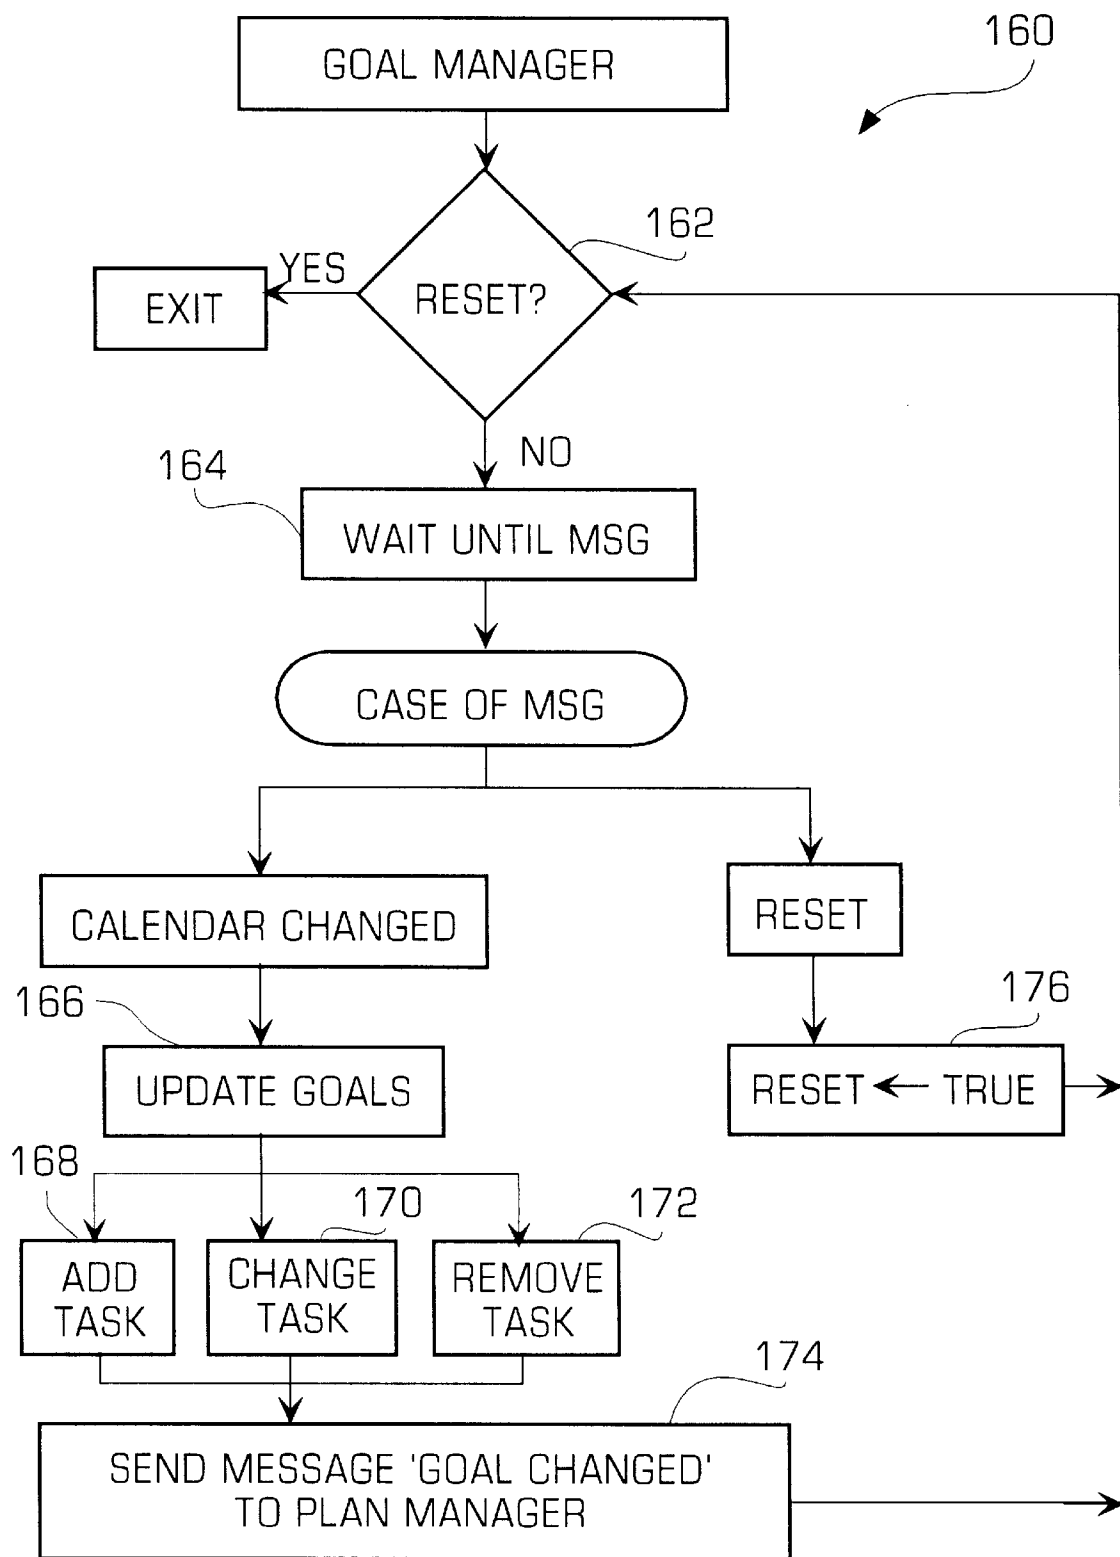 GOAL MANAGER
160
162
YES
EXIT
RESET?
NO
164
WAIT UNTIL MSG
CASE OF MSG
CALENDAR CHANGED
RESET
166
176
UPDATE GOALS
RESET ← TRUE
168
170
172
ADD
TASK
CHANGE
TASK
REMOVE
TASK
174
SEND MESSAGE 'GOAL CHANGED'
TO PLAN MANAGER